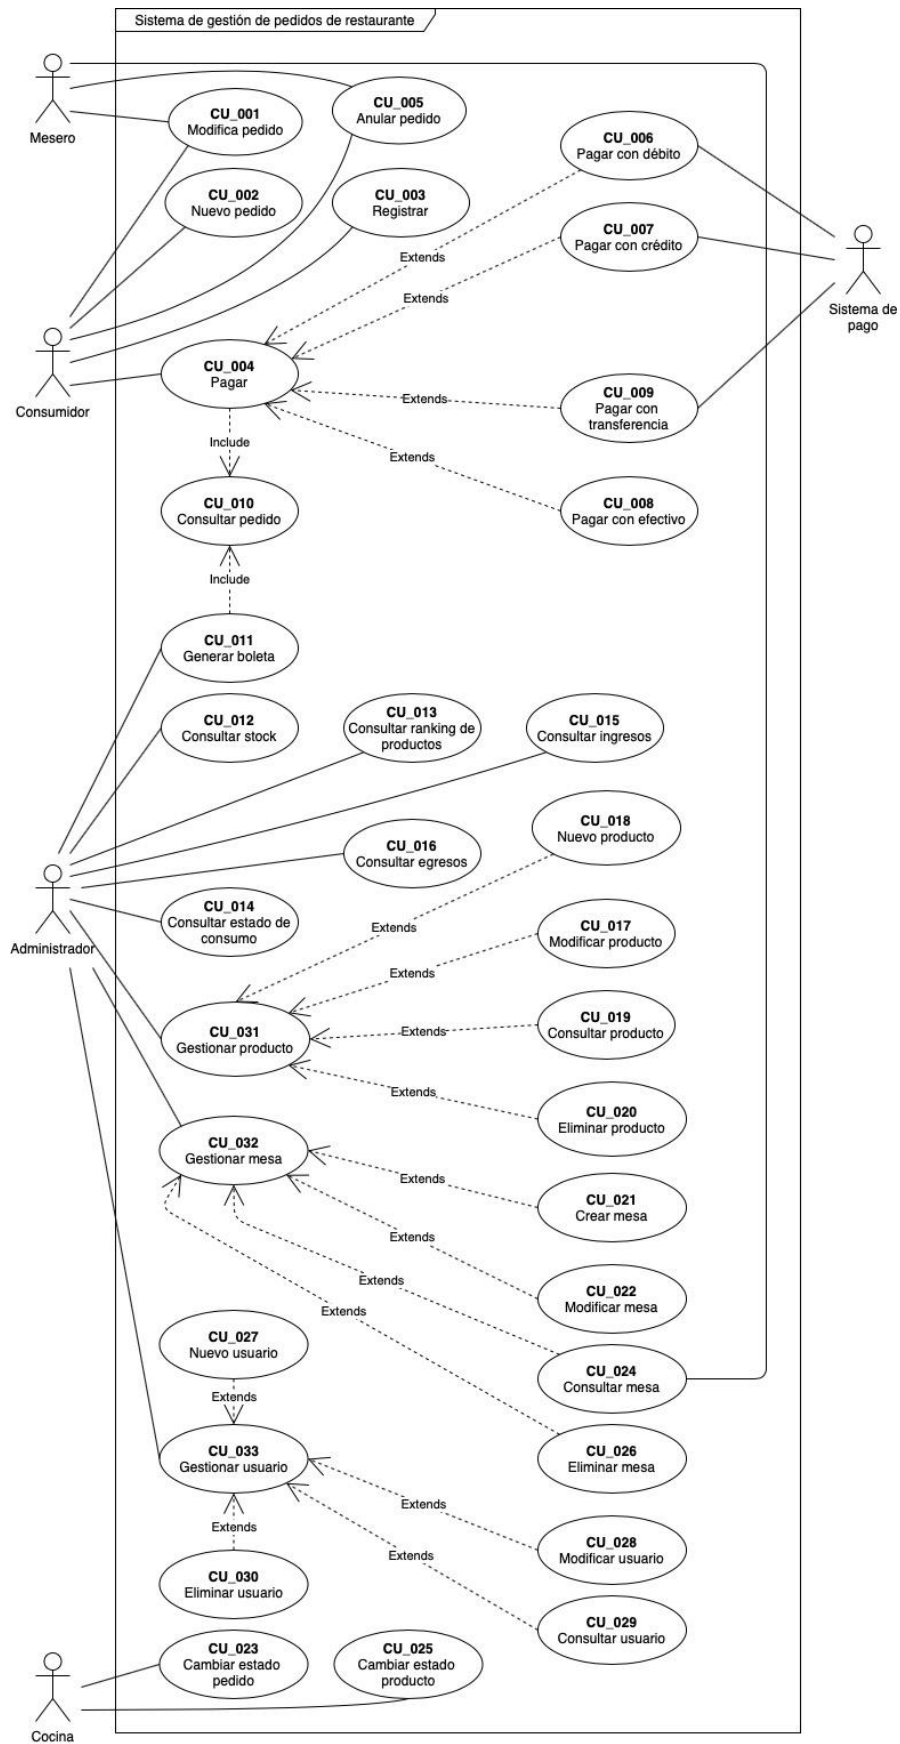 Sistema de gestión de pedidos de restaurante
Mesero
CU_001
Modifica pedido
CU_005
Anular pedido
CU_006
Pagar con débito
CU_002
Nuevo pedido
CU_003
Registrar
CU_007
Pagar con crédito
Extends
Extends
Sistema de
pago
Consumidor
CU_004
Pagar
Extends
CU_009
Pagar con
transferencia
Include
Extends
CU_010
Consultar pedido
CU_008
Pagar con efectivo
Include
CU_011
Generar boleta
CU_012
Consultar stock
CU_013
Consultar ranking de
productos
CU_015
Consultar ingresos
CU_018
Nuevo producto
CU_016
Consultar egresos
Administrador
CU_014
Consultar estado de
consumo
Extends
CU_017
Modificar producto
Extends
CU_031
Gestionar producto
Extends
CU_019
Consultar producto
Extends
CU_020
Eliminar producto
CU_032
Gestionar mesa
Extends
CU_021
Crear mesa
Extends
Extends
CU_022
Modificar mesa
Extends
CU_027
Nuevo usuario
CU_024
Consultar mesa
Extends
CU_033
Gestionar usuario
CU_026
Eliminar mesa
Extends
Extends
CU_028
Modificar usuario
Extends
CU_030
Eliminar usuario
CU_029
Consultar usuario
CU_023
Cambiar estado
pedido
CU_025
Cambiar estado
producto
Cocina